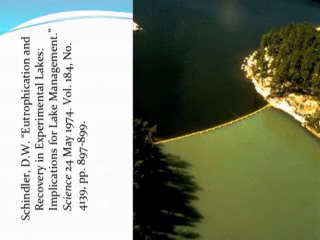 Schindler, D.W. “Eutrophication and
Recovery in Experimental Lakes:
Implications for Lake Management.”
Science 24 May 1974. Vol. 184, No.
4139, pp. 897-899.